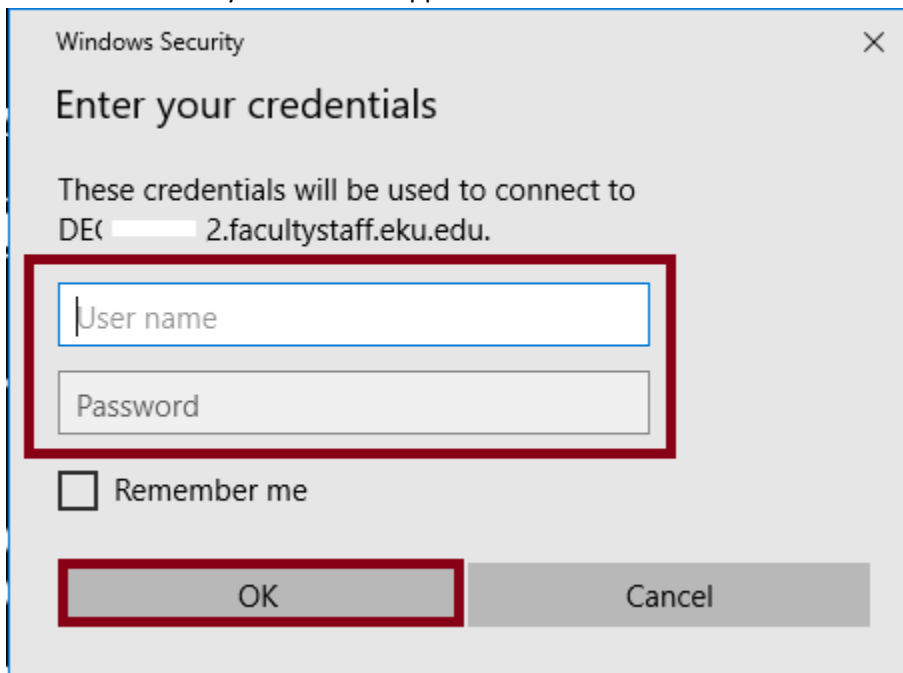 Windows Security
Enter your credentials
These credentials will be used to connect to
DE( 2.facultystaff.eku.edu.
User name
Password
Remember me
OK Cancel